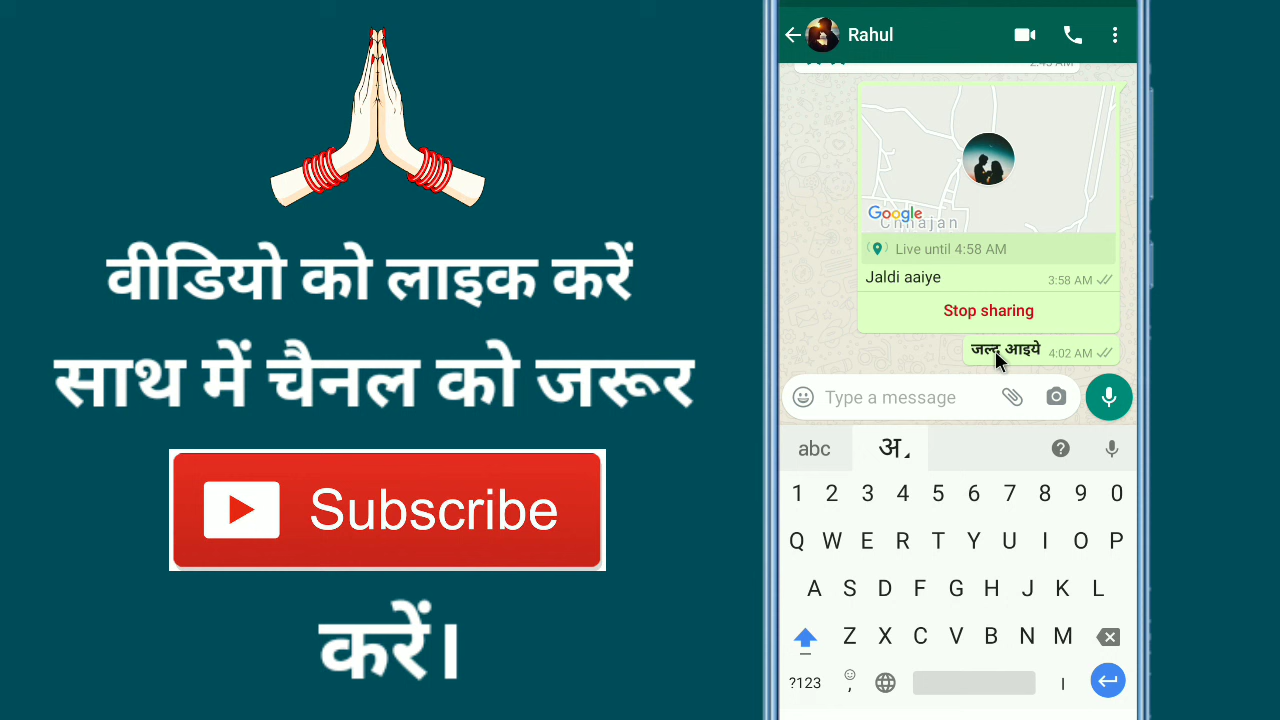 वीडियो को लाइक करें
साथ में चैनल को जरूर
Subscribe
करें।
Rahul
Google
Chhajan
Live until 4:58 AM
Jaldi aaiye
3:58 AM
Stop sharing
जल्द आइये
4:02 AM
Type a message
abc अ
1 2 3 4 5 6 7 8 9 0
Q W E R T Y U I O P
A S D F G H J K L
Z X C V B N M
?123 , ।